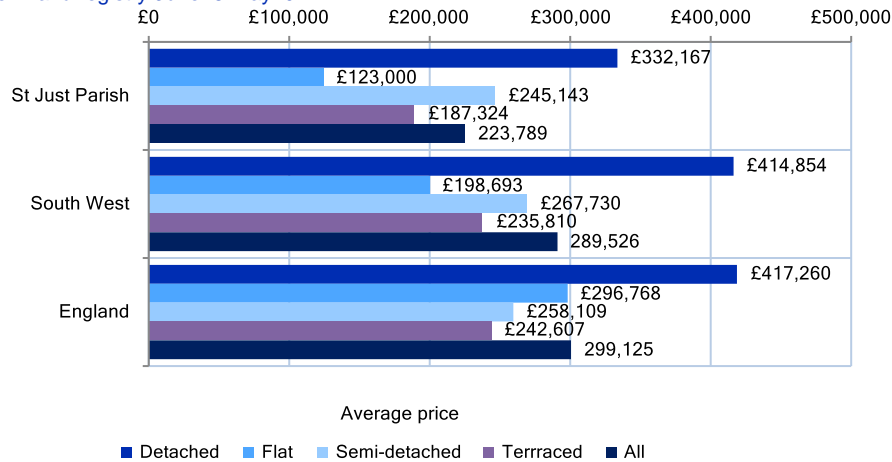 £0 £100,000 £200,000 £300,000 £400,000 £500,000
£332,167
£123,000
St Just Parish £245,143
£187,324
223,789
£414,854
£198,693
South West £267,730
£235,810
289,526
£417,260
£296,768
England £258,109
£242,607
299,125
Average price
Detached Flat Semi-detached Terrraced All